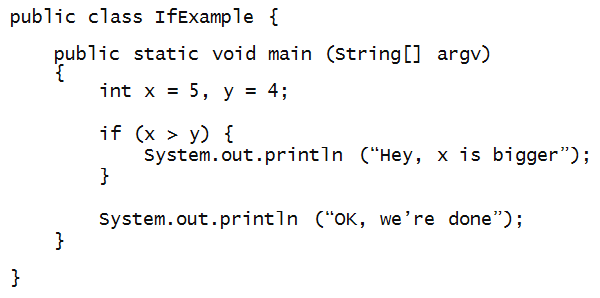 public class IfExample {
public static void main (String[] argv)
{
int x = 5, y = 4;
if (x > y) {
System.out.println (“Hey, x is bigger”);
}
System.out.println (“OK, we’re done”);
}
}